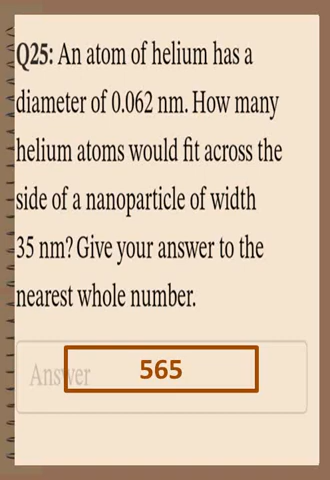 Q25: An atom of helium has a
diameter of 0.062 nm. How many
helium atoms would fit across the
side of a nanoparticle of width
35 nm? Give your answer to the
nearest whole number.
Answer
565